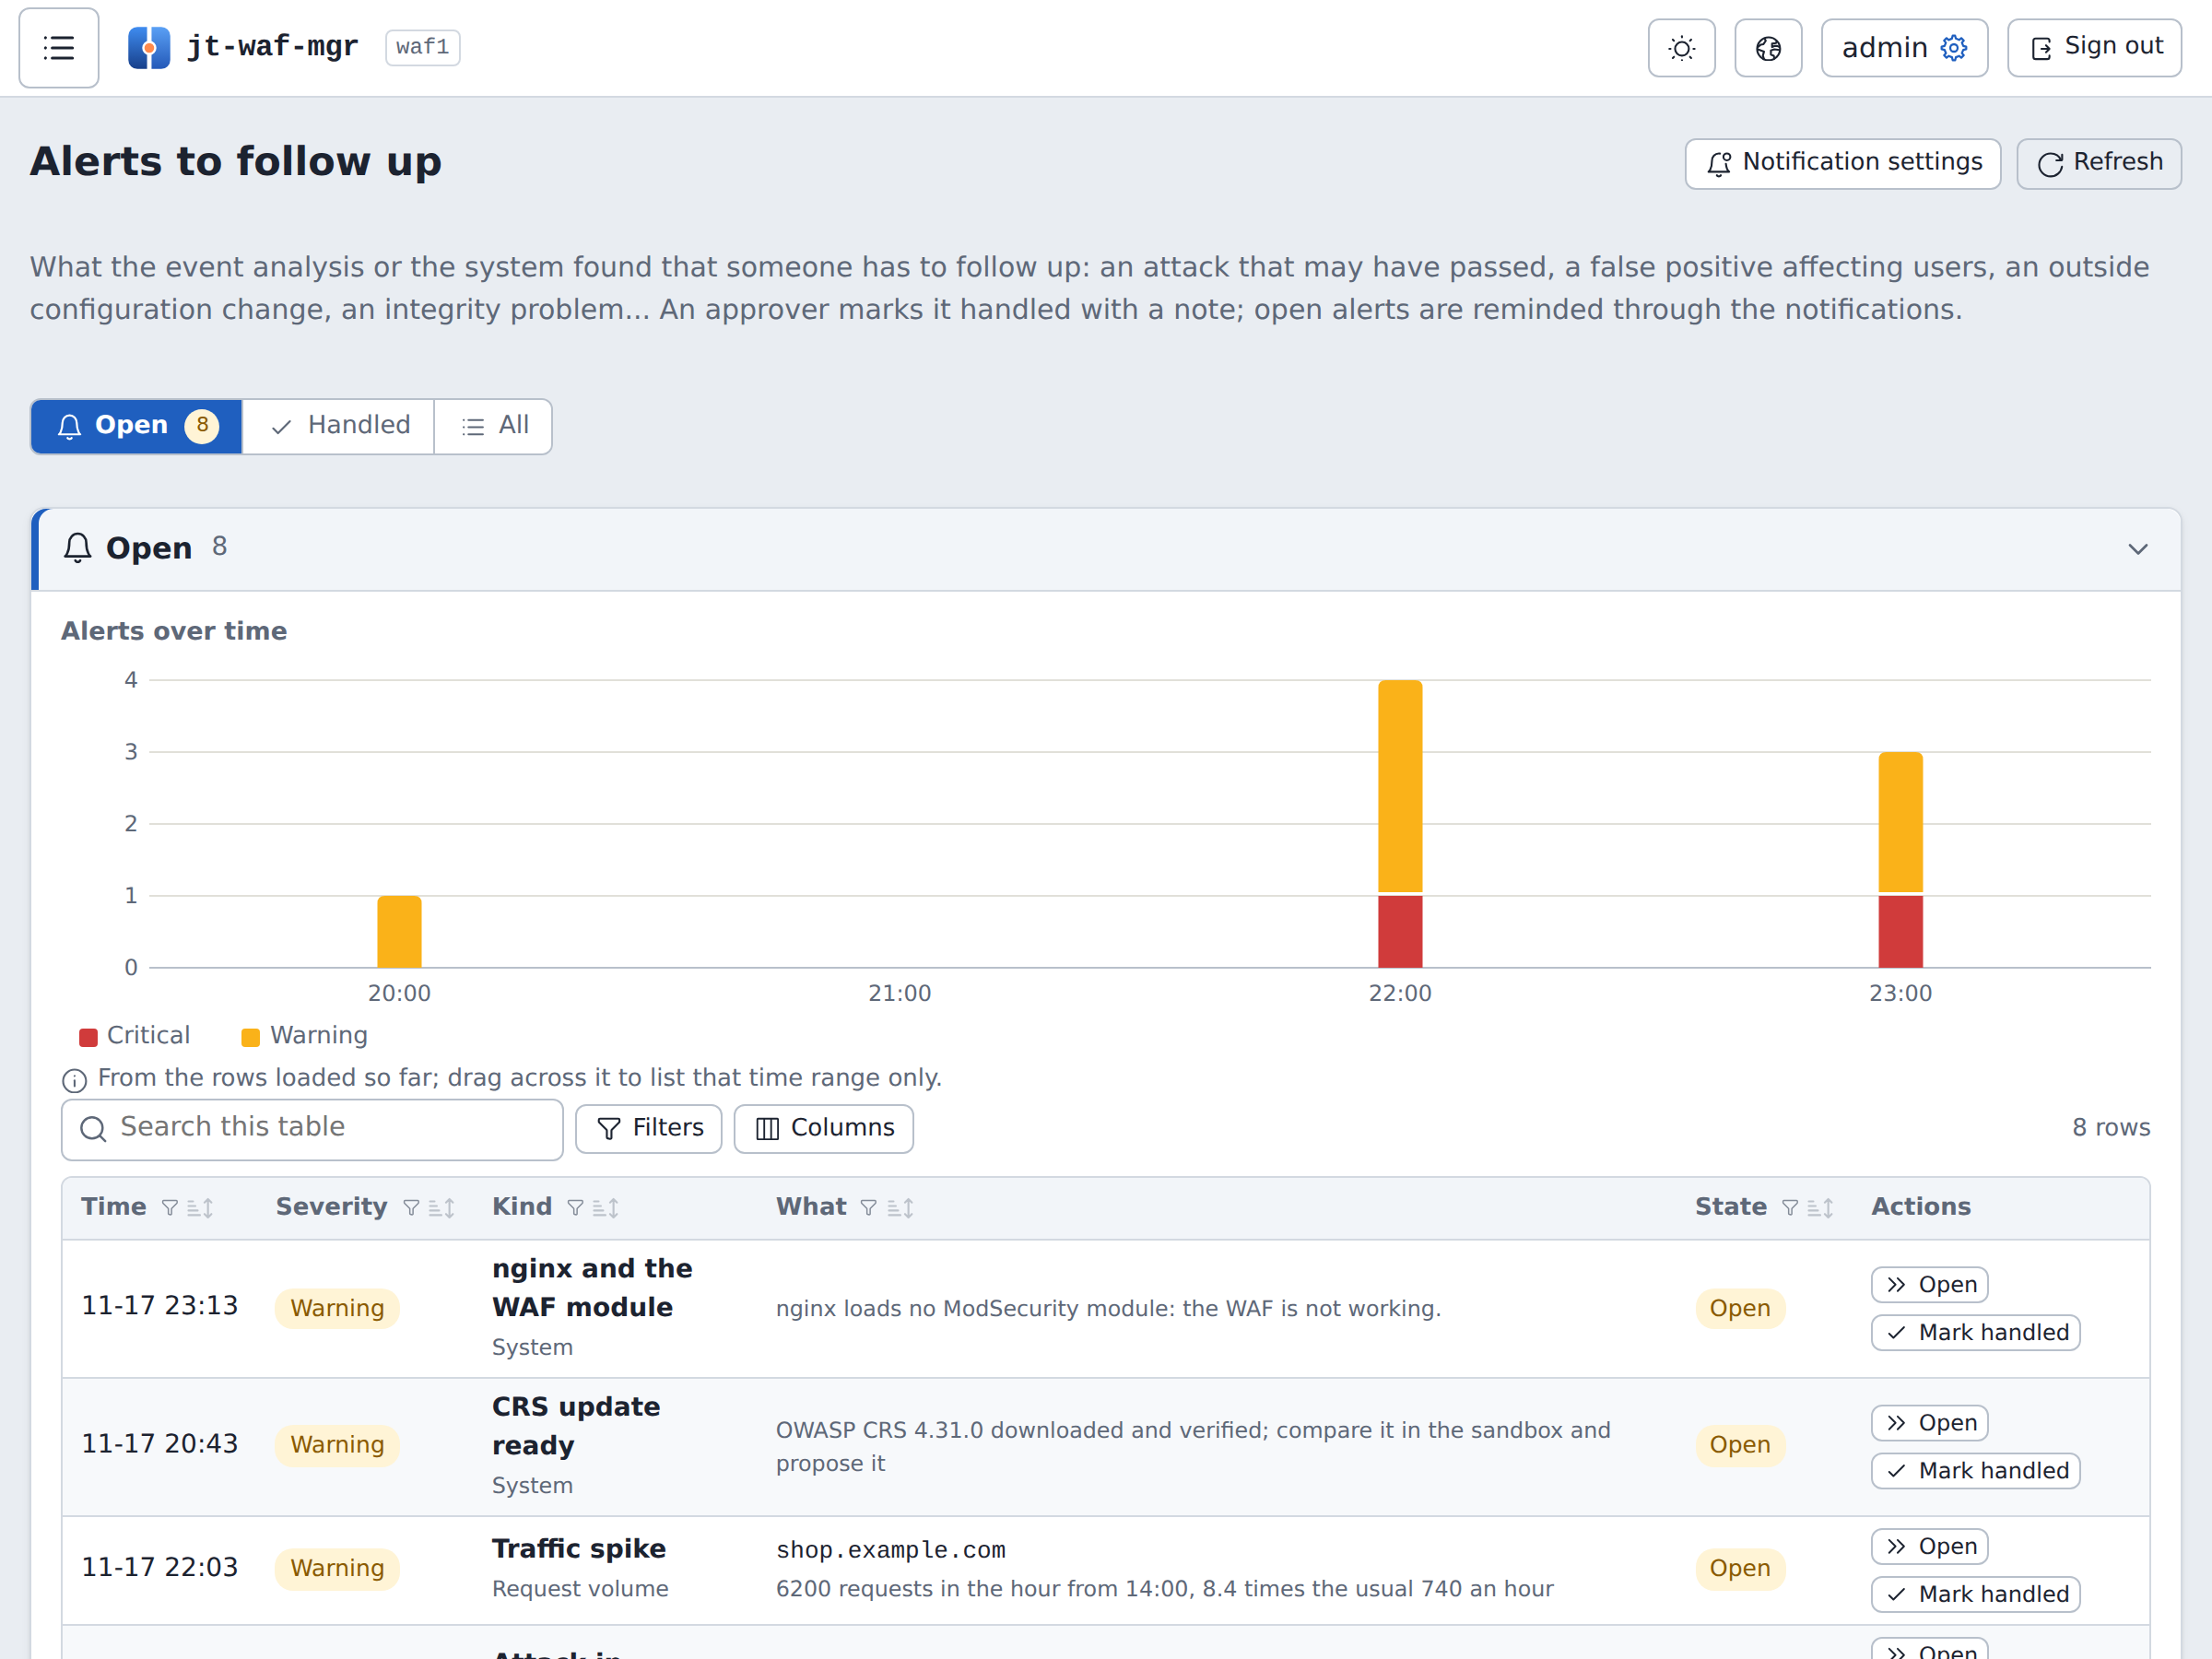 jt-waf-mgr waf1 admin Sign out
Alerts to follow up Notification settings Refresh
What the event analysis or the system found that someone has to follow up: an attack that may have passed, a false positive affecting users, an outside
configuration change, an integrity problem... An approver marks it handled with a note; open alerts are reminded through the notifications.
Open 8 Handled All
Open 8
Alerts over time
4
3
2
1
0
20:00 21:00 22:00 23:00
Critical Warning
From the rows loaded so far; drag across it to list that time range only.
Search this table Filters Columns 8 rows
Time Severity Kind What State Actions
11-17 23:13 Warning nginx and the WAF module System nginx loads no ModSecurity module: the WAF is not working. Open Open Mark handled
11-17 20:43 Warning CRS update ready System OWASP CRS 4.31.0 downloaded and verified; compare it in the sandbox and propose it Open Open Mark handled
11-17 22:03 Warning Traffic spike Request volume shop.example.com 6200 requests in the hour from 14:00, 8.4 times the usual 740 an hour Open Open Mark handled
Attack in Open